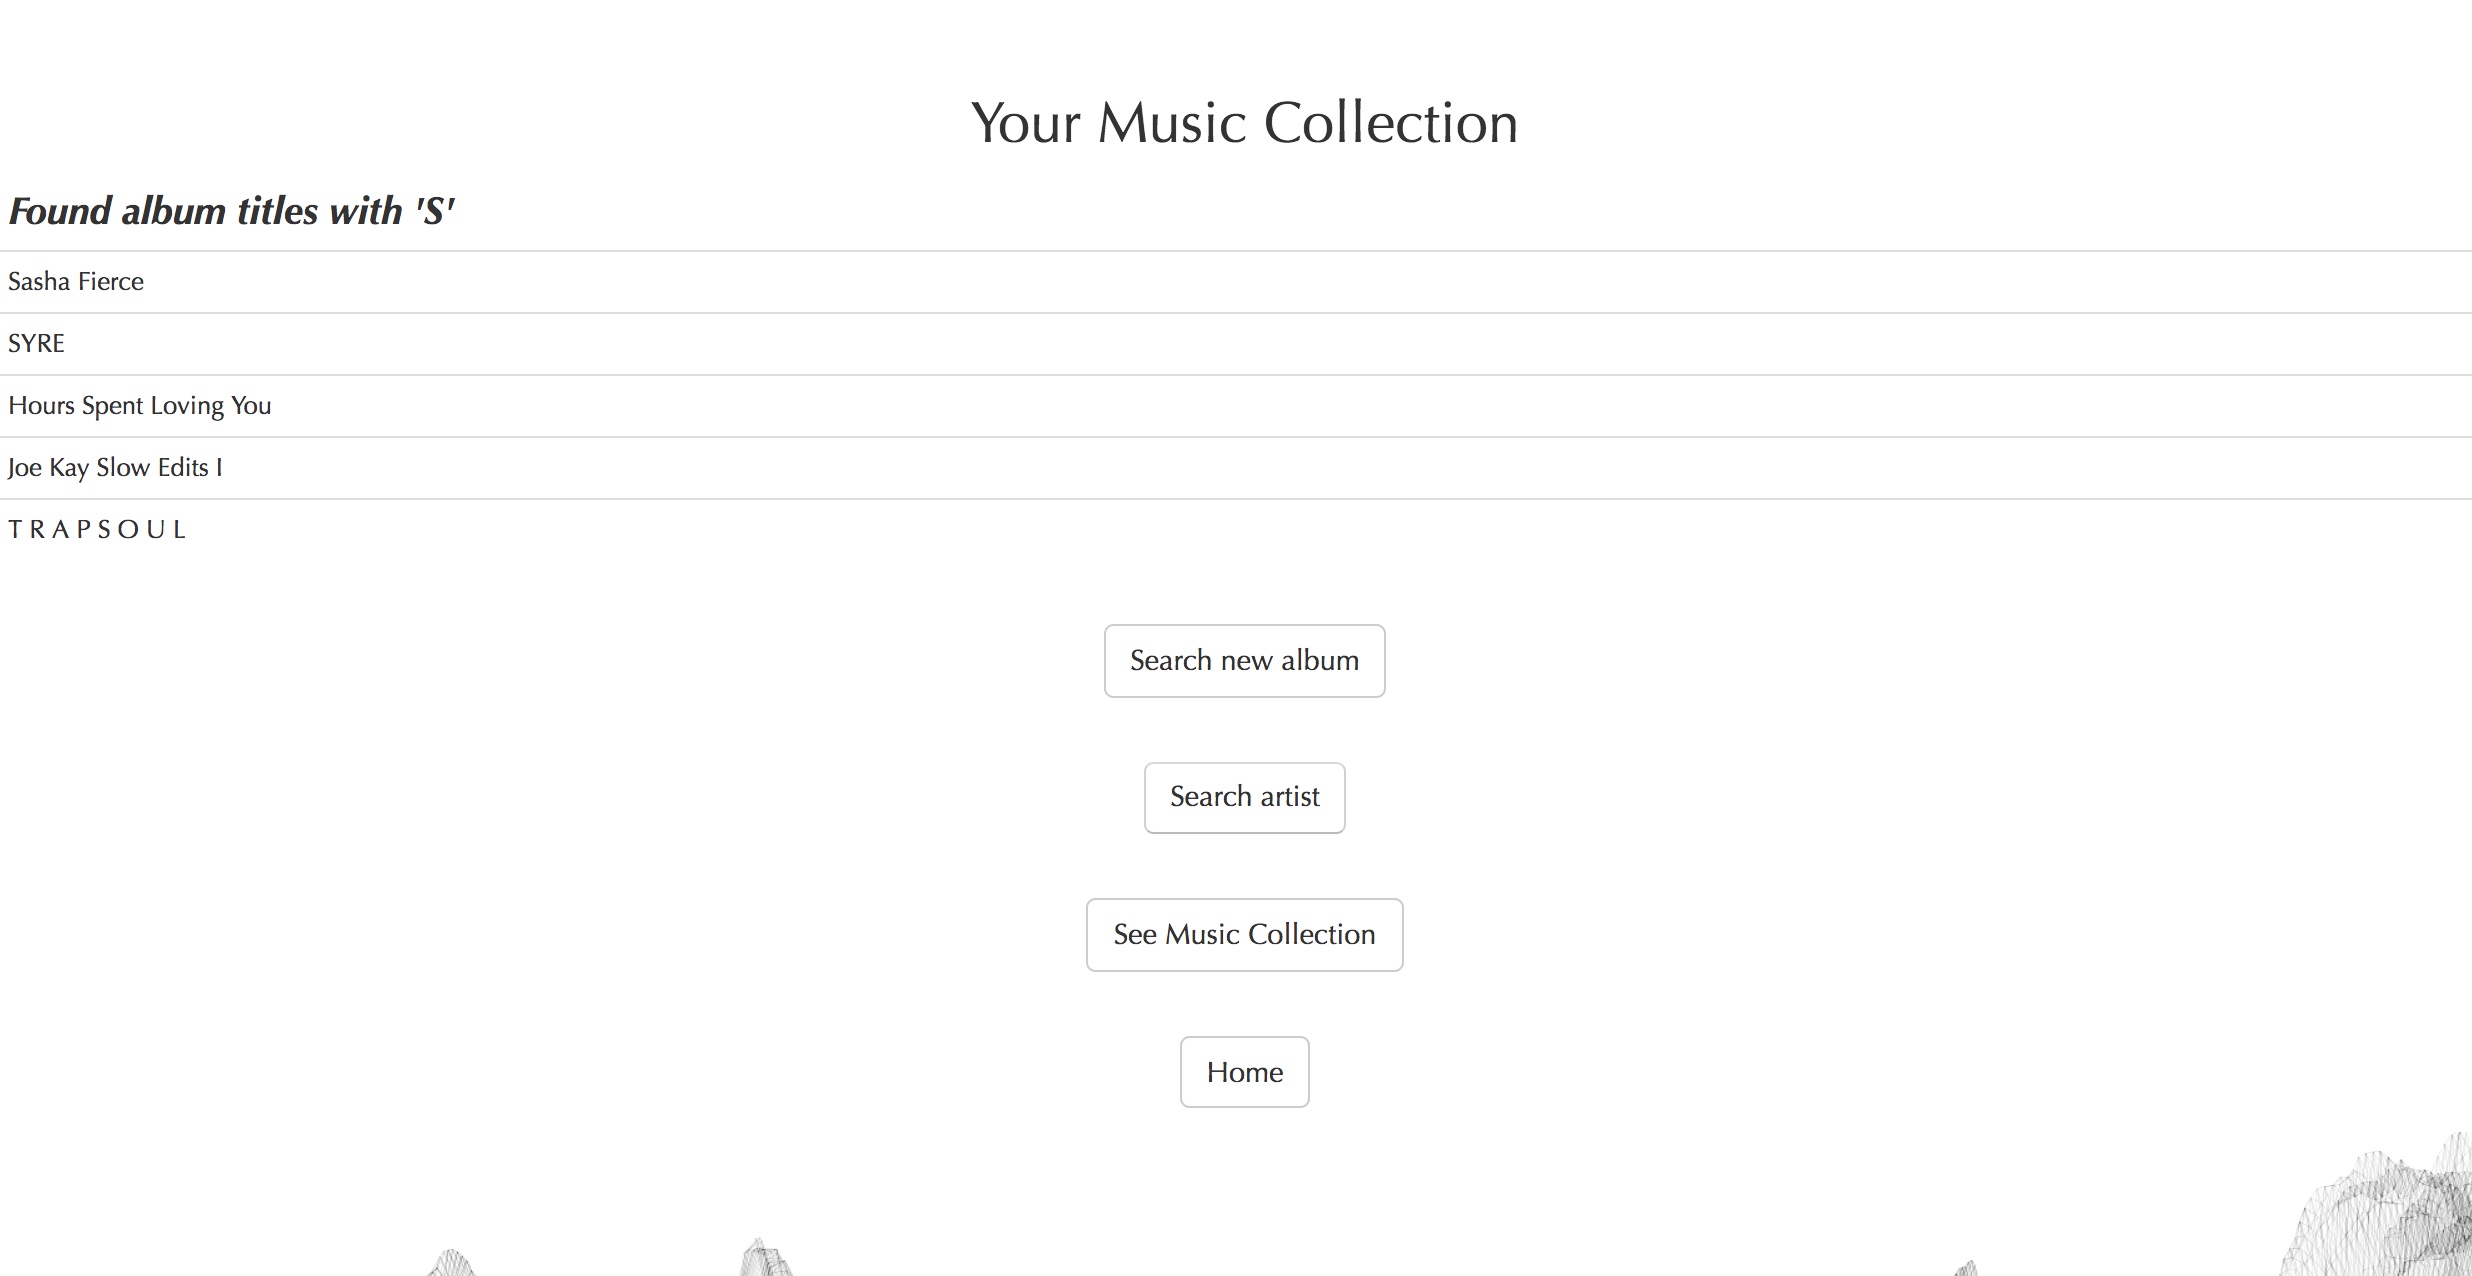 Your Music Collection
Found album titles with 'S'
Sasha Fierce
SYRE
Hours Spent Loving You
Joe Kay Slow Edits I
T R A P S O U L
Search new album
Search artist
See Music Collection
Home